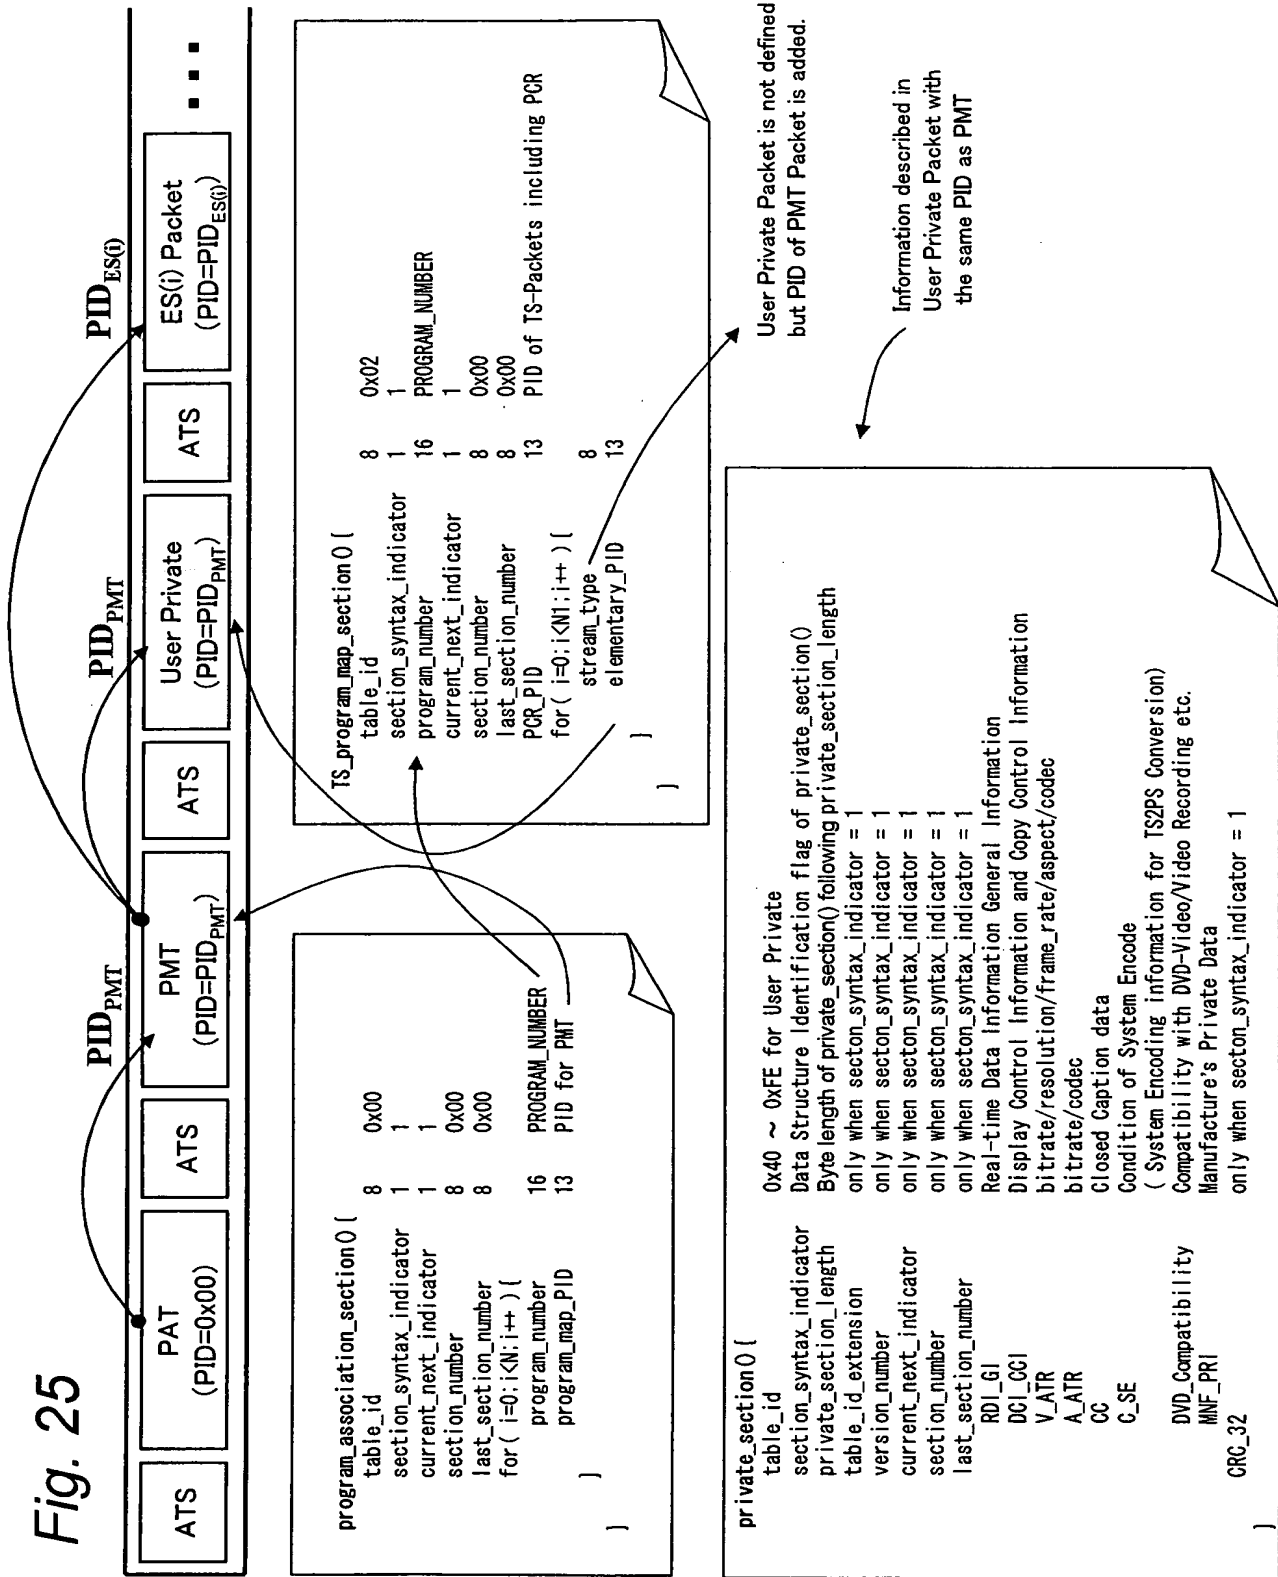 Fig. 25
PID_PMT
PID_PMT
PID_ES(i)
ATS
PAT
(PID=0x00)
ATS
PMT
(PID=PID_PMT)
ATS
User Private
(PID=PID_PMT)
ATS
ES(i) Packet
(PID=PID_ES(i))
program_association_section(){
table_id 8 0x00
section_syntax_indicator 1 1
current_next_indicator 1 1
section_number 8 0x00
last_section_number 8 0x00
for( i=0;i<N;i++ ){
program_number 16 PROGRAM_NUMBER
program_map_PID 13 PID for PMT
}
TS_program_map_section(){
table_id 8 0x02
section_syntax_indicator 1 1
program_number 16 PROGRAM_NUMBER
current_next_indicator 1 1
section_number 8 0x00
last_section_number 8 0x00
PCR_PID 13 PID of TS-Packets including PCR
for( i=0;i<N1;i++ ){
stream_type 8
elementary_PID 13
}
User Private Packet is not defined
but PID of PMT Packet is added.
Information described in
User Private Packet with
the same PID as PMT
private_section(){
table_id 0x40 ~ 0xFE for User Private
section_syntax_indicator Data Structure Identification flag of private_section()
private_section_length Byte length of private_section() following private_section_length
table_id_extension only when secton_syntax_indicator = 1
version_number only when secton_syntax_indicator = 1
current_next_indicator only when secton_syntax_indicator = 1
section_number only when secton_syntax_indicator = 1
last_section_number only when secton_syntax_indicator = 1
RDI_GI Real-time Data Information General Information
DCI_CCI Display Control Information and Copy Control Information
V_ATR bitrate/resolution/frame_rate/aspect/codec
A_ATR bitrate/codec
CC Closed Caption data
C_SE Condition of System Encode
( System Encoding information for TS2PS Conversion)
DVD_Compatibility Compatibility with DVD-Video/Video Recording etc.
MNF_PRI Manufacture's Private Data
CRC_32 only when secton_syntax_indicator = 1
}